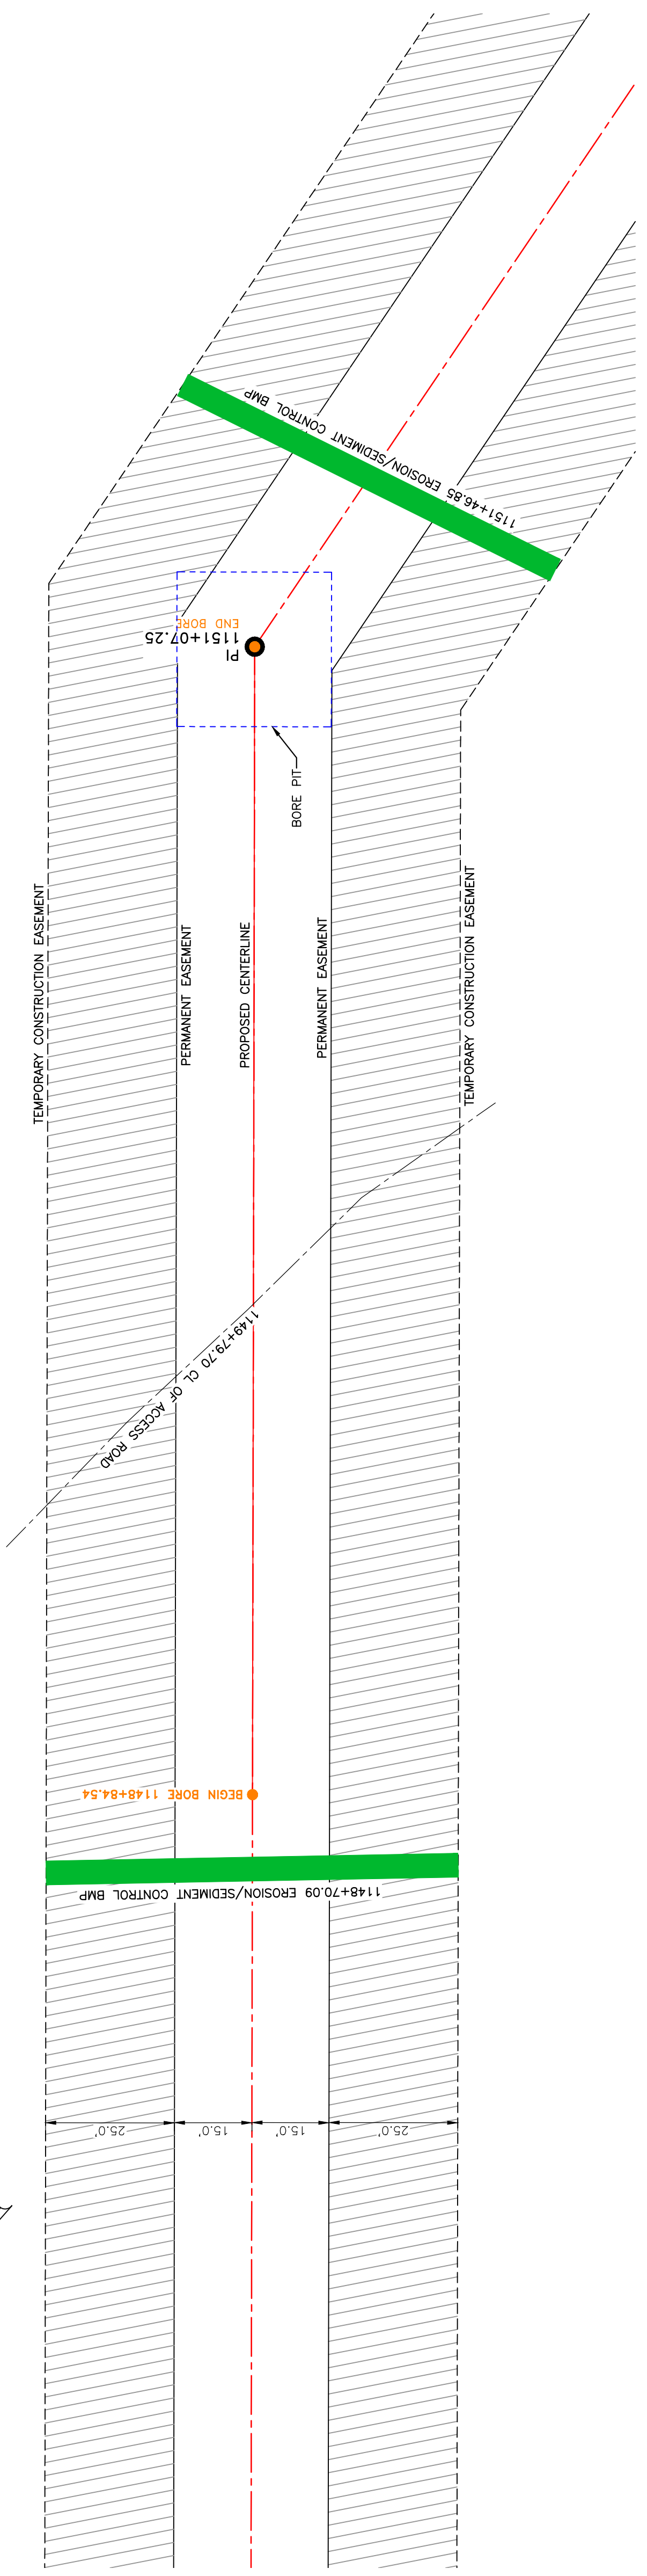 1151+46.85 EROSION/SEDIMENT CONTROL BMP
PI
1151+07.25
END BORE
BORE PIT
TEMPORARY CONSTRUCTION EASEMENT
PERMANENT EASEMENT
PROPOSED CENTERLINE
PERMANENT EASEMENT
TEMPORARY CONSTRUCTION EASEMENT
1149+79.70 CL OF ACCESS ROAD
BEGIN BORE 1148+84.54
1148+70.09 EROSION/SEDIMENT CONTROL BMP
25.0'
15.0'
15.0'
25.0'